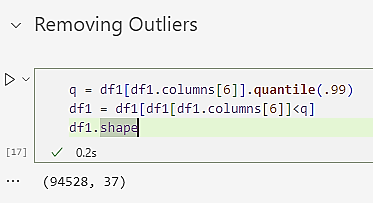 Removing Outliers
q = df1[df1.columns[6]].quantile(.99)
df1 = df1[df1[df1.columns[6]]<q]
df1.shape
[17] 0.2s
(94528, 37)